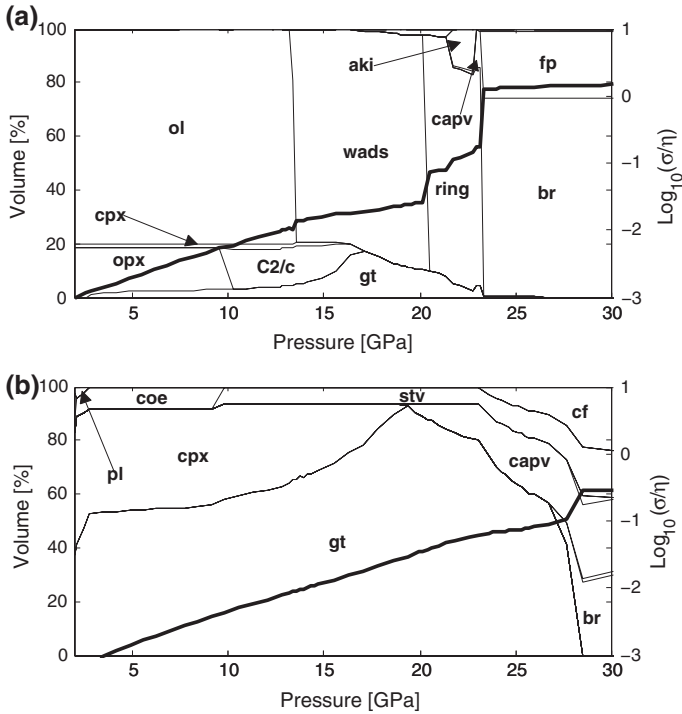 (a)
100
80
60
40
20
0
Volume [%]
ol
wads
aki
capv
ring
fp
br
cpx
opx
C2/c
gt
1
0
−1
−2
−3
Log10(σ/η)
5 10 15 20 25 30
Pressure [GPa]
(b)
100
80
60
40
20
0
Volume [%]
coe
stv
cf
pl
cpx
capv
gt
br
1
0
−1
−2
−3
Log10(σ/η)
5 10 15 20 25 30
Pressure [GPa]